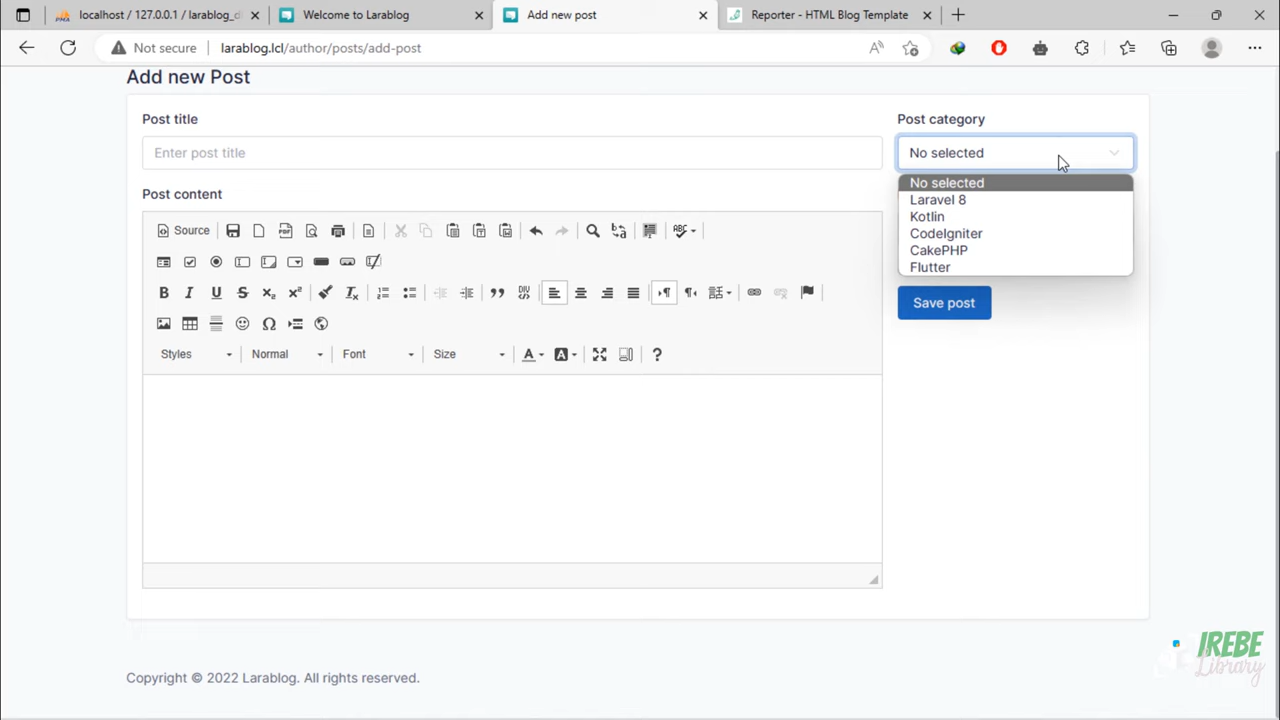 localhost / 127.0.0.1 / larablog_d
Welcome to Larablog
Add new post
Reporter - HTML Blog Template
Not secure
larablog.lcl/author/posts/add-post
Add new Post
Post title
Post category
Enter post title
No selected
No selected
Laravel 8
Kotlin
CodeIgniter
CakePHP
Flutter
Post content
Source
Styles
Normal
Font
Size
Save post
Copyright © 2022 Larablog. All rights reserved.
IREBE
Library